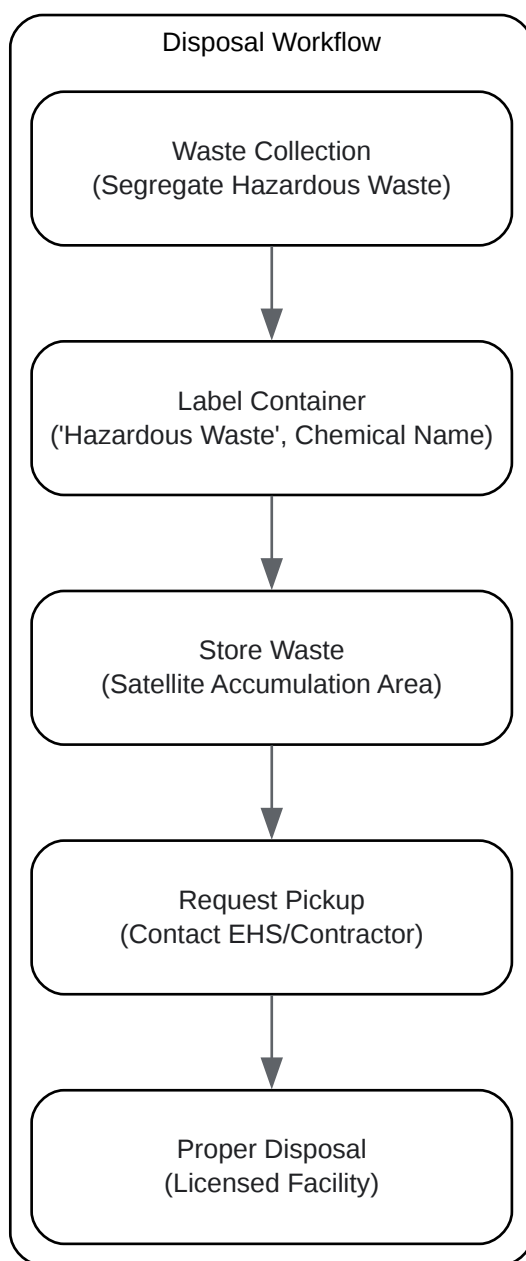 Disposal Workflow
Waste Collection
(Segregate Hazardous Waste)
Label Container
('Hazardous Waste', Chemical Name)
Store Waste
(Satellite Accumulation Area)
Request Pickup
(Contact EHS/Contractor)
Proper Disposal
(Licensed Facility)